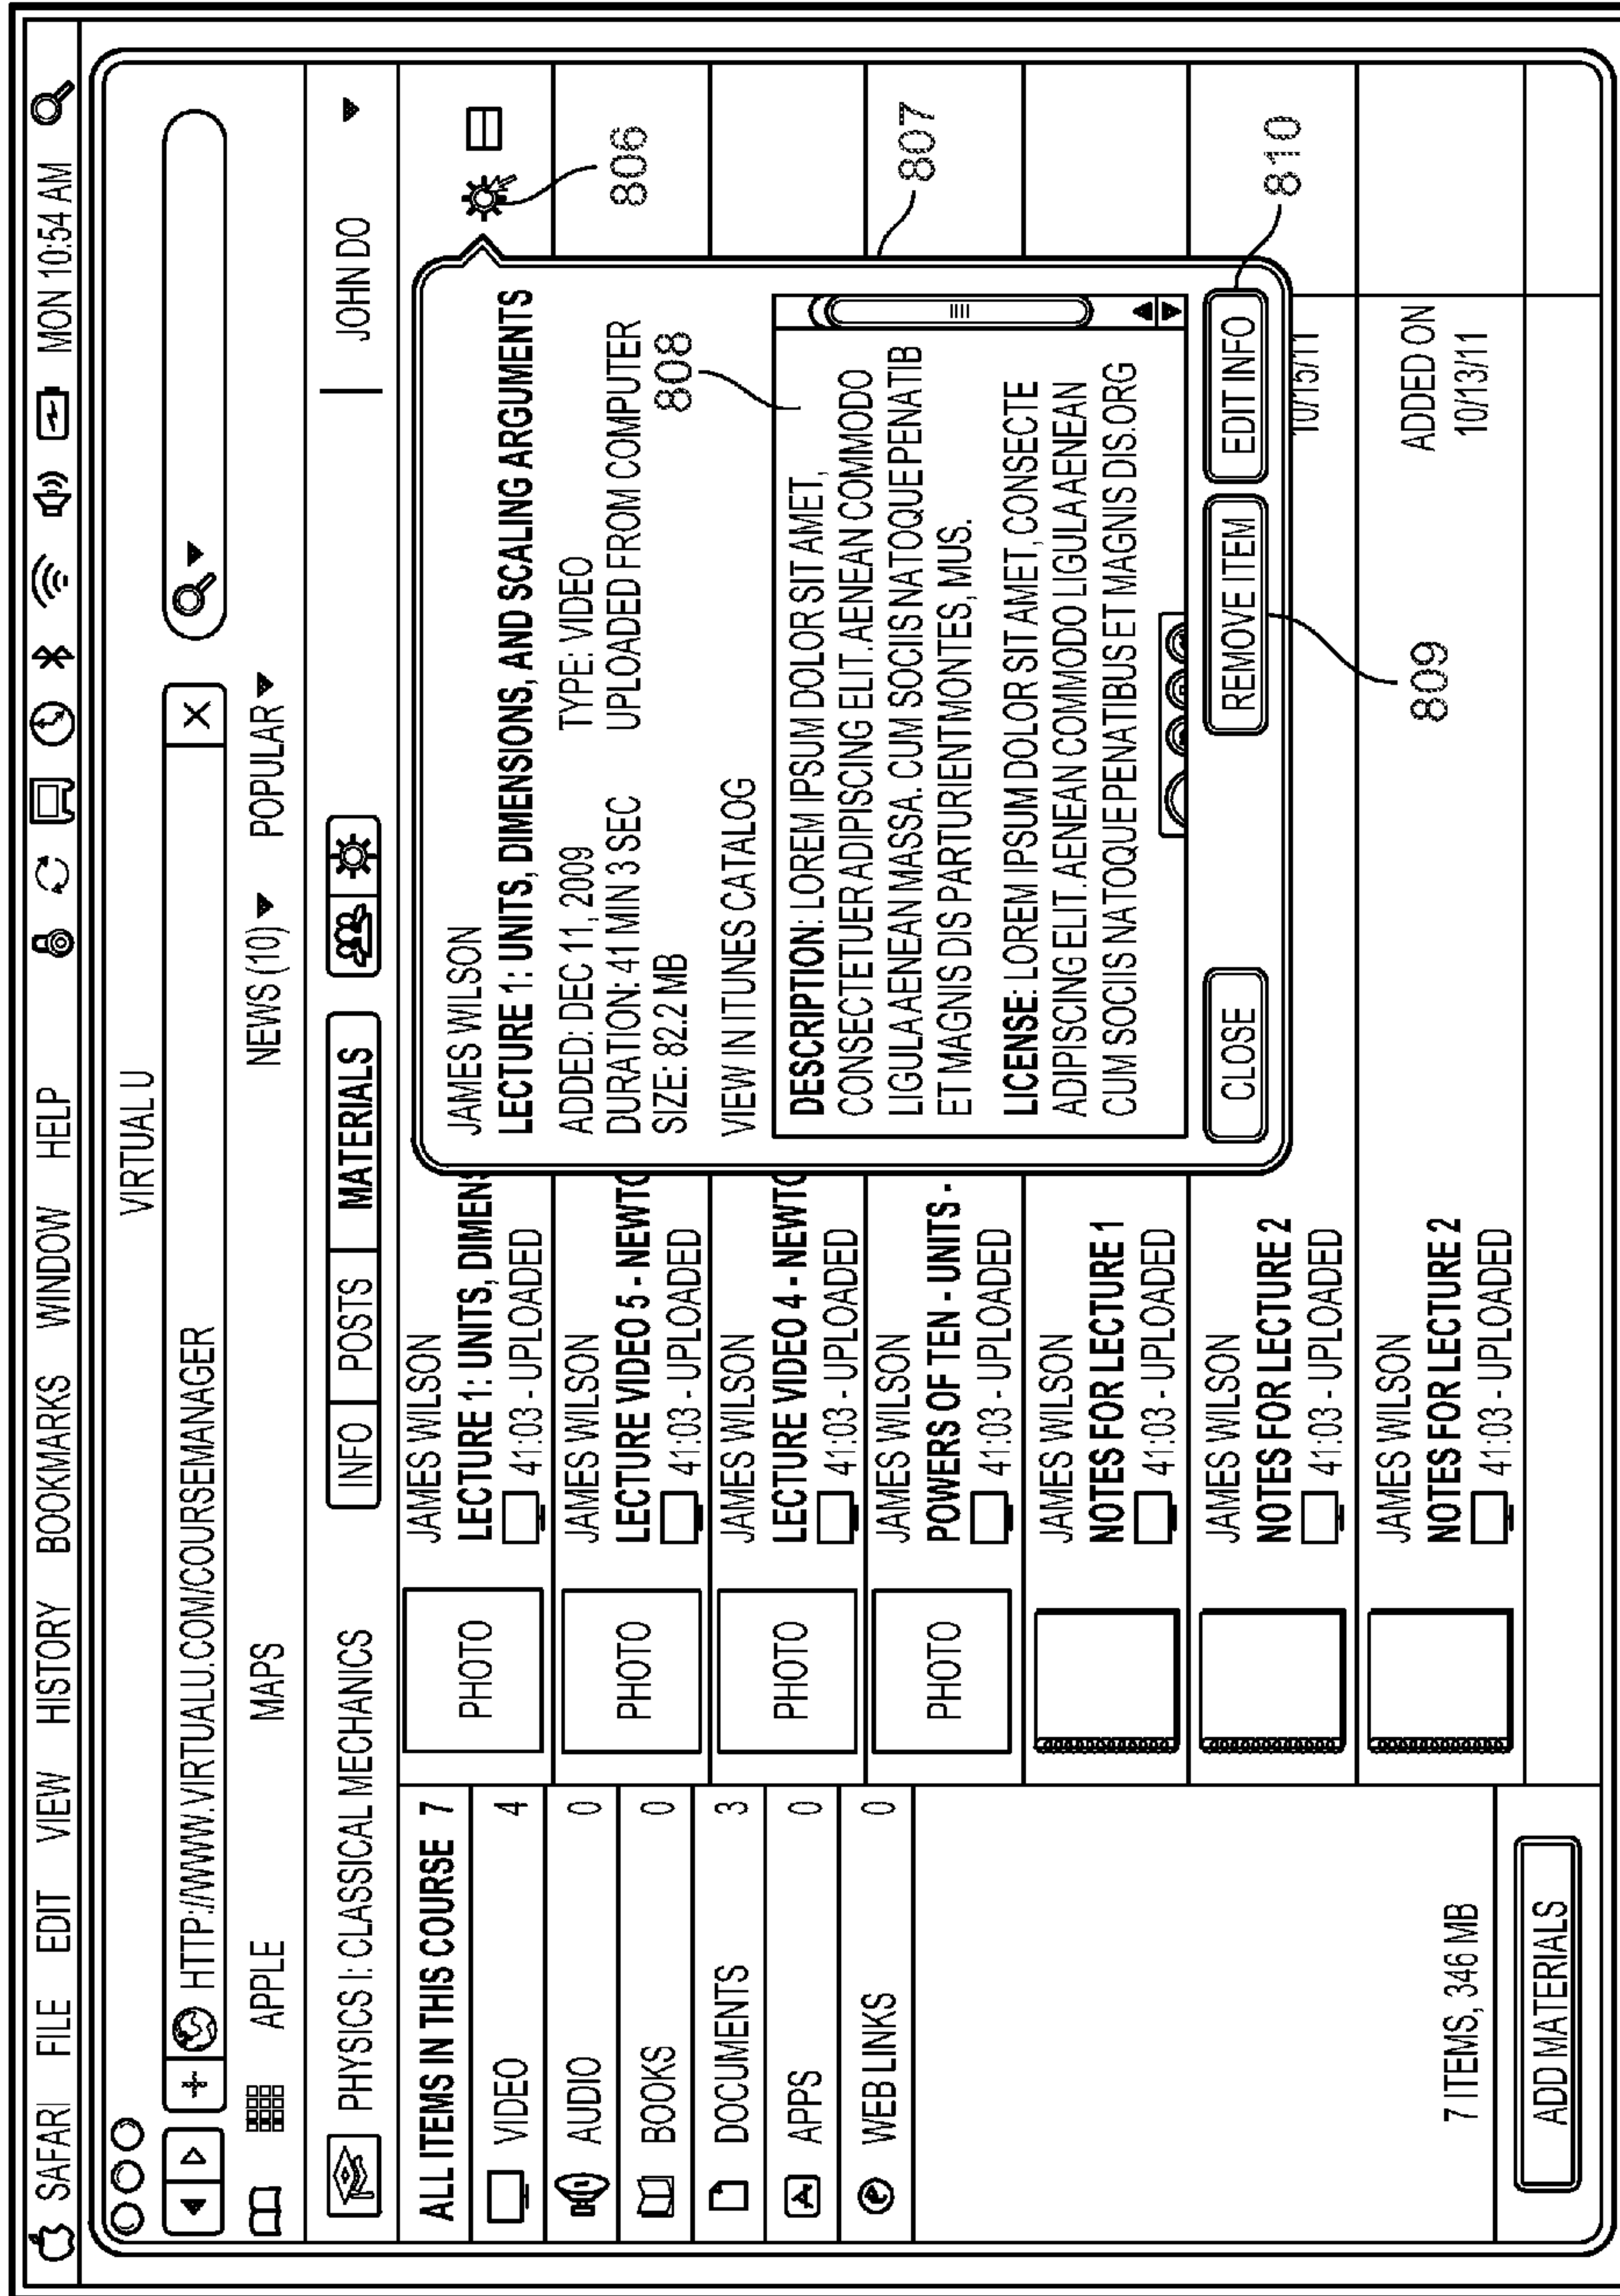 SAFARI FILE EDIT VIEW HISTORY BOOKMARKS WINDOW HELP MON 10:54 AM
VIRTUAL U
HTTP://WWW.VIRTUALU.COM/COURSEMANAGER X
APPLE MAPS NEWS (10) POPULAR
PHYSICS I: CLASSICAL MECHANICS INFO POSTS MATERIALS JOHN DO
ALL ITEMS IN THIS COURSE 7
VIDEO 4
AUDIO 0
BOOKS 0
DOCUMENTS 3
APPS 0
WEB LINKS 0
7 ITEMS, 346 MB
ADD MATERIALS
PHOTO
JAMES WILSON
LECTURE 1: UNITS, DIMENS
41:03 - UPLOADED
PHOTO
JAMES WILSON
LECTURE VIDEO 5 - NEWTO
41:03 - UPLOADED
PHOTO
JAMES WILSON
LECTURE VIDEO 4 - NEWTO
41:03 - UPLOADED
PHOTO
JAMES WILSON
POWERS OF TEN - UNITS -
41:03 - UPLOADED
JAMES WILSON
NOTES FOR LECTURE 1
41:03 - UPLOADED
JAMES WILSON
NOTES FOR LECTURE 2
41:03 - UPLOADED
10/15/11
JAMES WILSON
NOTES FOR LECTURE 2
41:03 - UPLOADED
ADDED ON
10/13/11
JAMES WILSON
LECTURE 1: UNITS, DIMENSIONS, AND SCALING ARGUMENTS
ADDED: DEC 11, 2009 TYPE: VIDEO
DURATION: 41 MIN 3 SEC UPLOADED FROM COMPUTER
SIZE: 82.2 MB
VIEW IN ITUNES CATALOG
DESCRIPTION: LOREM IPSUM DOLOR SIT AMET,
CONSECTETUER ADIPISCING ELIT. AENEAN COMMODO
LIGULA AENEAN MASSA. CUM SOCIIS NATOQUE PENATIB
ET MAGNIS DIS PARTURIENT MONTES, MUS.
LICENSE: LOREM IPSUM DOLOR SIT AMET, CONSECTE
ADIPISCING ELIT. AENEAN COMMODO LIGULA AENEAN
CUM SOCIIS NATOQUE PENATIBUS ET MAGNIS DIS.ORG
CLOSE REMOVE ITEM EDIT INFO
806
807
808
809
810